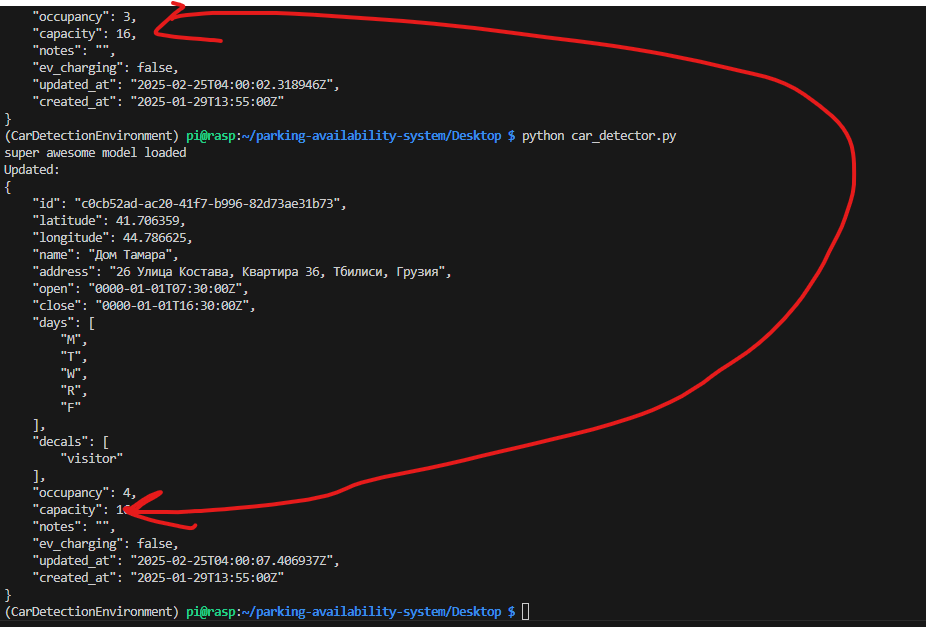 "occupancy": 3,
"capacity": 16,
"notes": "",
"ev_charging": false,
"updated_at": "2025-02-25T04:00:02.318946Z",
"created_at": "2025-01-29T13:55:00Z"
}
(CarDetectionEnvironment) pi@rasp:~/parking-availability-system/Desktop $ python car_detector.py
super awesome model loaded
Updated:
{
"id": "c0cb52ad-ac20-41f7-b996-82d73ae31b73",
"latitude": 41.706359,
"longitude": 44.786625,
"name": "Дом Тамара",
"address": "26 Улица Костава, Квартира 36, Тбилиси, Грузия",
"open": "0000-01-01T07:30:00Z",
"close": "0000-01-01T16:30:00Z",
"days": [
"M",
"T",
"W",
"R",
"F"
],
"decals": [
"visitor"
],
"occupancy": 4,
"capacity":
"notes": "",
"ev_charging": false,
"updated_at": "2025-02-25T04:00:07.406937Z",
"created_at": "2025-01-29T13:55:00Z"
}
(CarDetectionEnvironment) pi@rasp:~/parking-availability-system/Desktop $